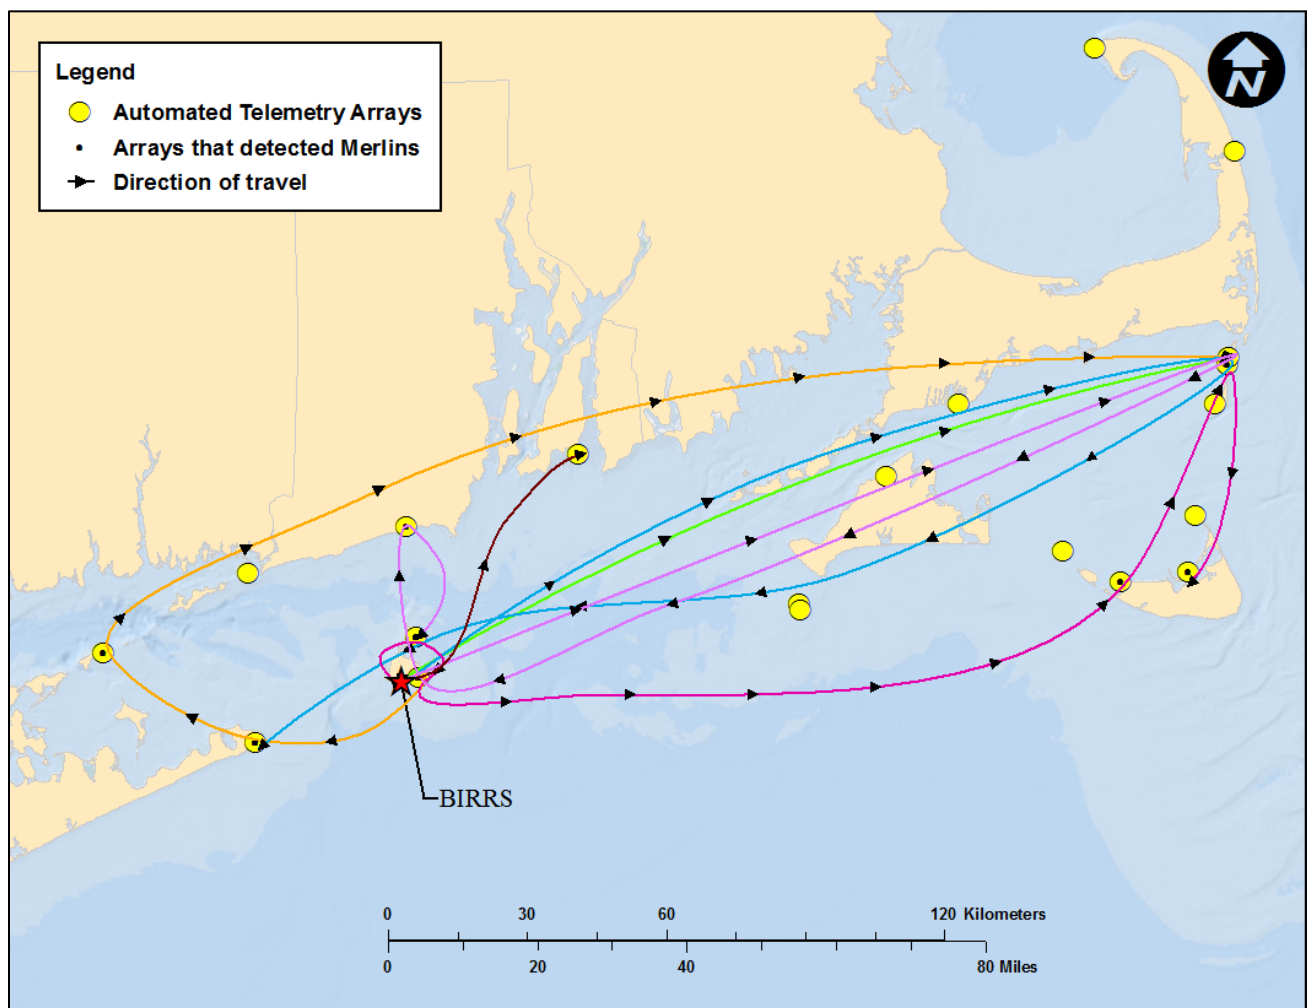 Legend
Automated Telemetry Arrays
Arrays that detected Merlins
Direction of travel
N
BIRRS
0 30 60 120 Kilometers
0 20 40 80 Miles